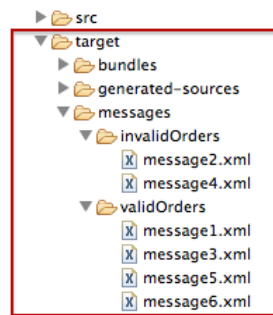 src
target
bundles
generated-sources
messages
invalidOrders
message2.xml
message4.xml
validOrders
message1.xml
message3.xml
message5.xml
message6.xml